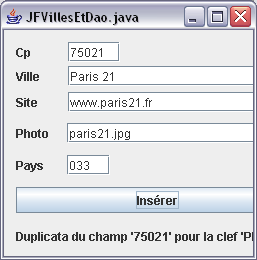 JFVillesEtDao.java
Cp 75021
Ville Paris 21
Site www.paris21.fr
Photo paris21.jpg
Pays 033
Insérer
Duplicata du champ '75021' pour la clef